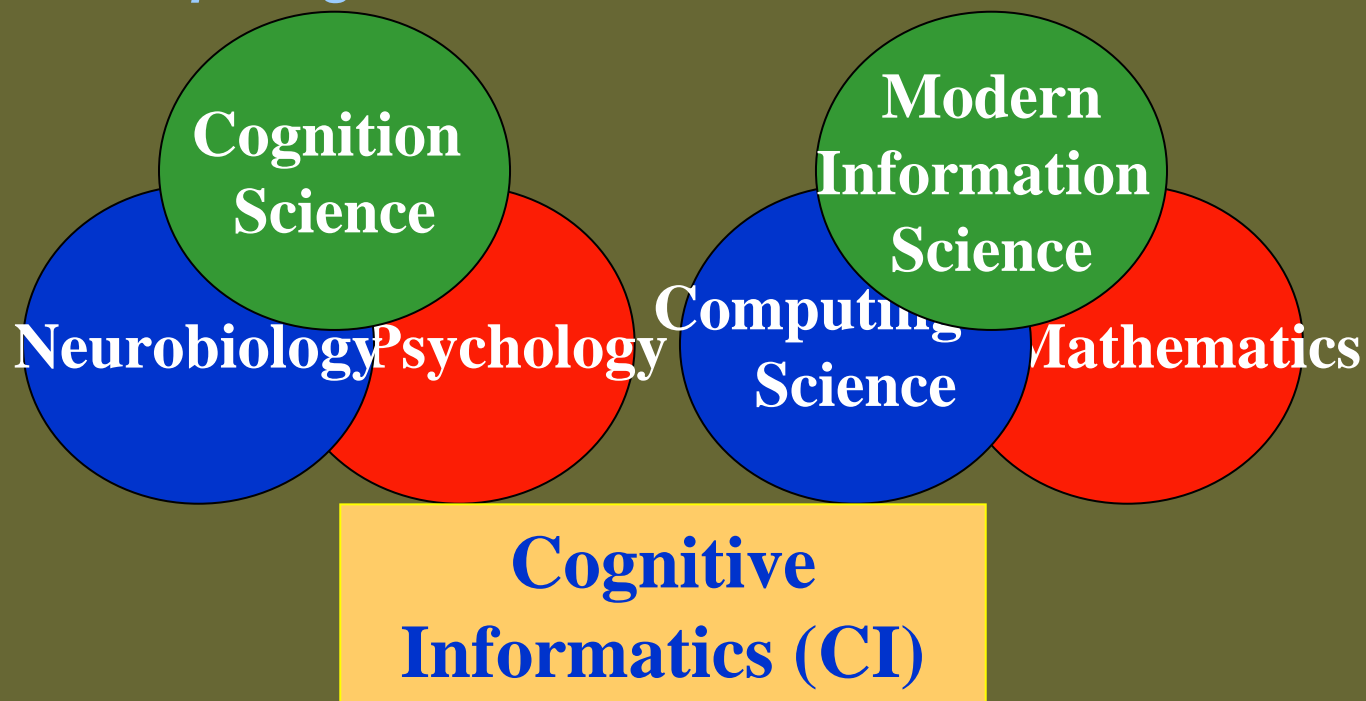 Cognition
Science
Modern
Information
Science
Neurobiology
Psychology
Computing
Science
Mathematics
Cognitive
Informatics (CI)